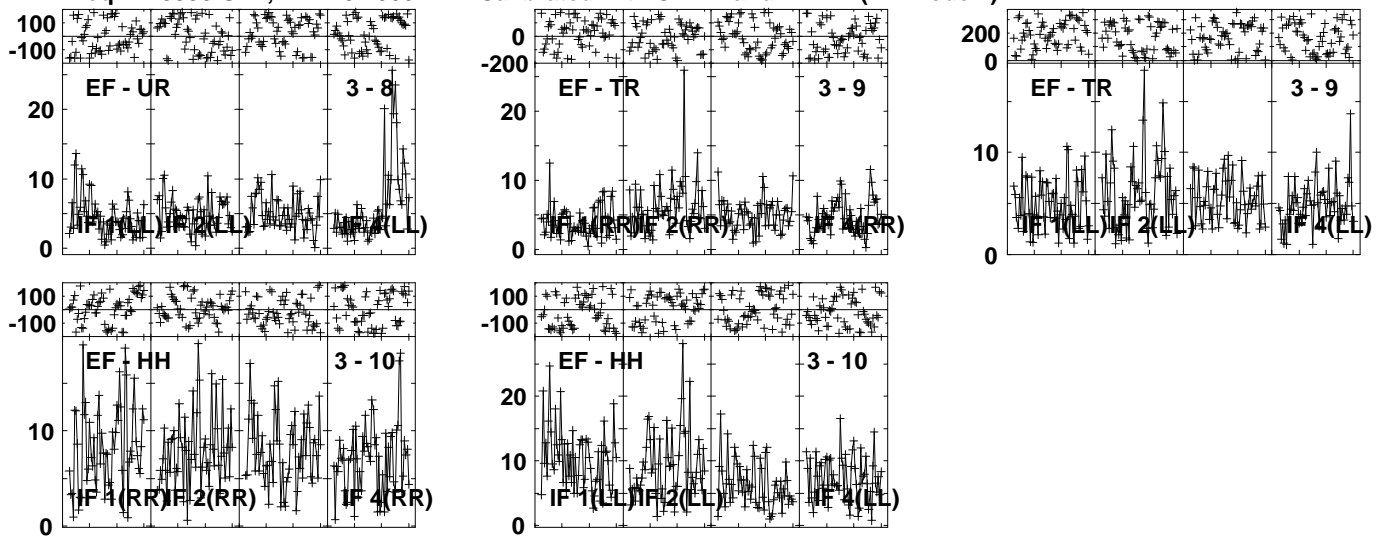 100
-100
EF - UR 3 - 8
20
10
0
IF 1(LL) IF 2(LL) IF 4(LL)
0
-200
EF - TR 3 - 9
20
10
0
IF 1(RR) IF 2(RR) IF 4(RR)
200
0
EF - TR 3 - 9
10
0
IF 1(LL) IF 2(LL) IF 4(LL)
100
-100
EF - HH 3 - 10
10
0
IF 1(RR) IF 2(RR) IF 4(RR)
100
-100
EF - HH 3 - 10
20
10
0
IF 1(LL) IF 2(LL) IF 4(LL)